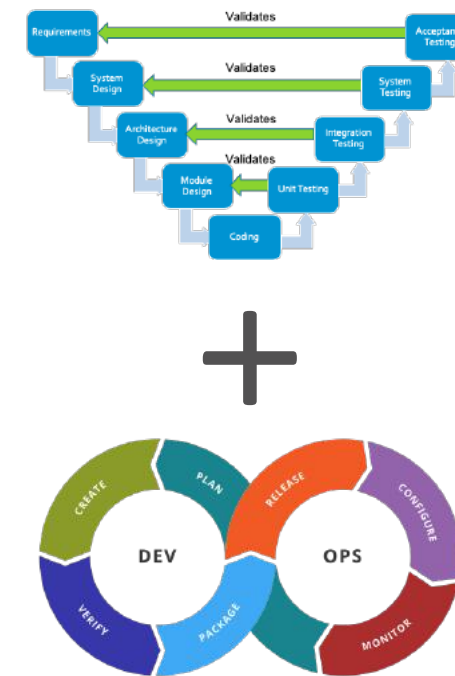 Validates
Requirements
Acceptan
Testing
Validates
System
Design
System
Testing
Validates
Architecture
Design
Integration
Testing
Validates
Module
Design
Unit Testing
Coding
CREATE
PLAN
RELEASE
CONFIGURE
DEV
OPS
VERIFY
PACKAGE
MONITOR